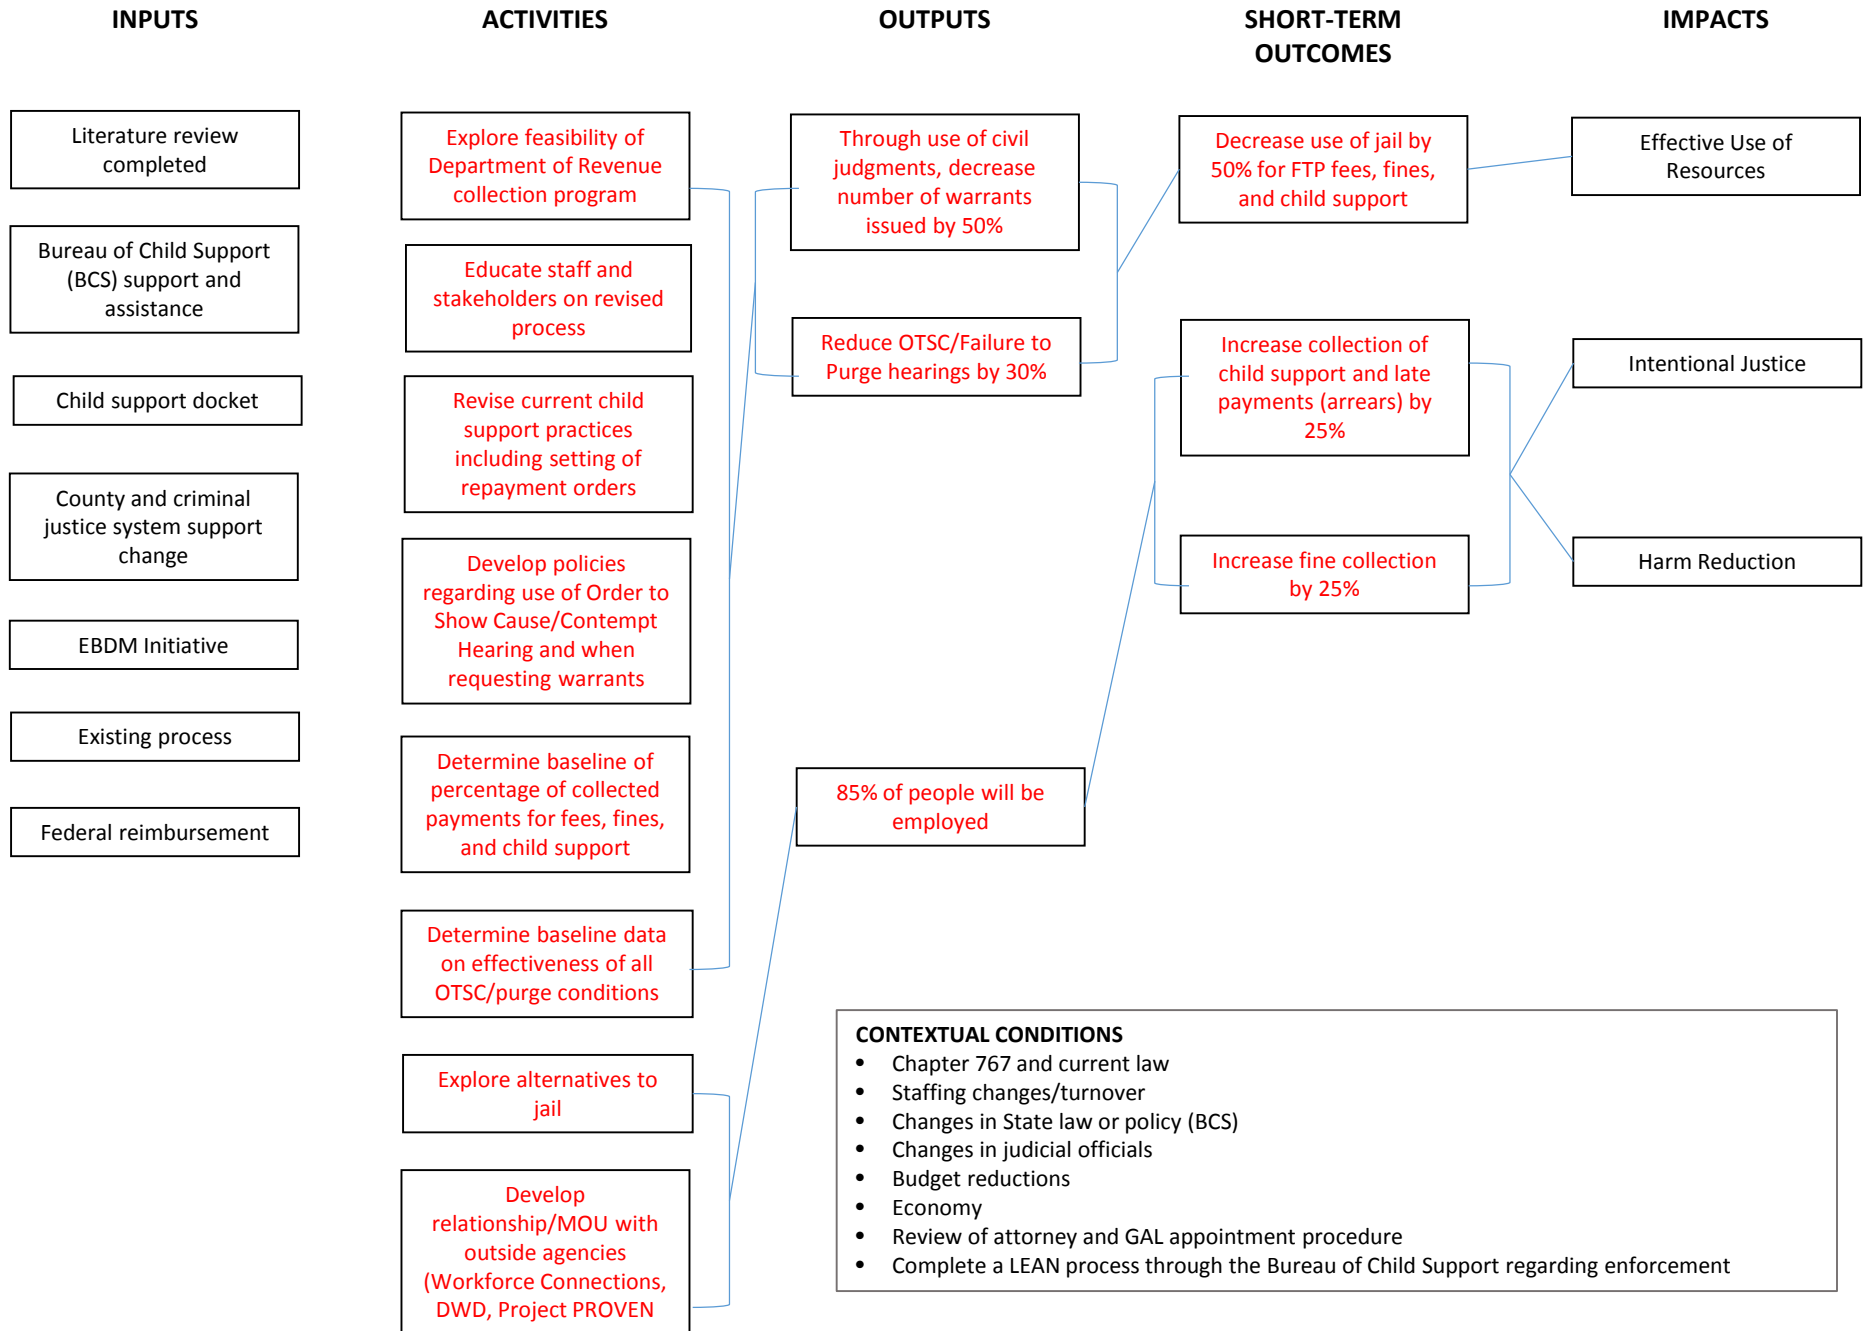 INPUTS
ACTIVITIES
OUTPUTS
SHORT-TERM
OUTCOMES
IMPACTS
Literature review
completed
Bureau of Child Support
(BCS) support and
assistance
Child support docket
County and criminal
justice system support
change
EBDM Initiative
Existing process
Federal reimbursement
Explore feasibility of
Department of Revenue
collection program
Educate staff and
stakeholders on revised
process
Revise current child
support practices
including setting of
repayment orders
Develop policies
regarding use of Order to
Show Cause/Contempt
Hearing and when
requesting warrants
Determine baseline of
percentage of collected
payments for fees, fines,
and child support
Determine baseline data
on effectiveness of all
OTSC/purge conditions
Explore alternatives to
jail
Develop
relationship/MOU with
outside agencies
(Workforce Connections,
DWD, Project PROVEN
Through use of civil
judgments, decrease
number of warrants
issued by 50%
Reduce OTSC/Failure to
Purge hearings by 30%
85% of people will be
employed
Decrease use of jail by
50% for FTP fees, fines,
and child support
Increase collection of
child support and late
payments (arrears) by
25%
Increase fine collection
by 25%
Effective Use of
Resources
Intentional Justice
Harm Reduction
CONTEXTUAL CONDITIONS
• Chapter 767 and current law
• Staffing changes/turnover
• Changes in State law or policy (BCS)
• Changes in judicial officials
• Budget reductions
• Economy
• Review of attorney and GAL appointment procedure
• Complete a LEAN process through the Bureau of Child Support regarding enforcement